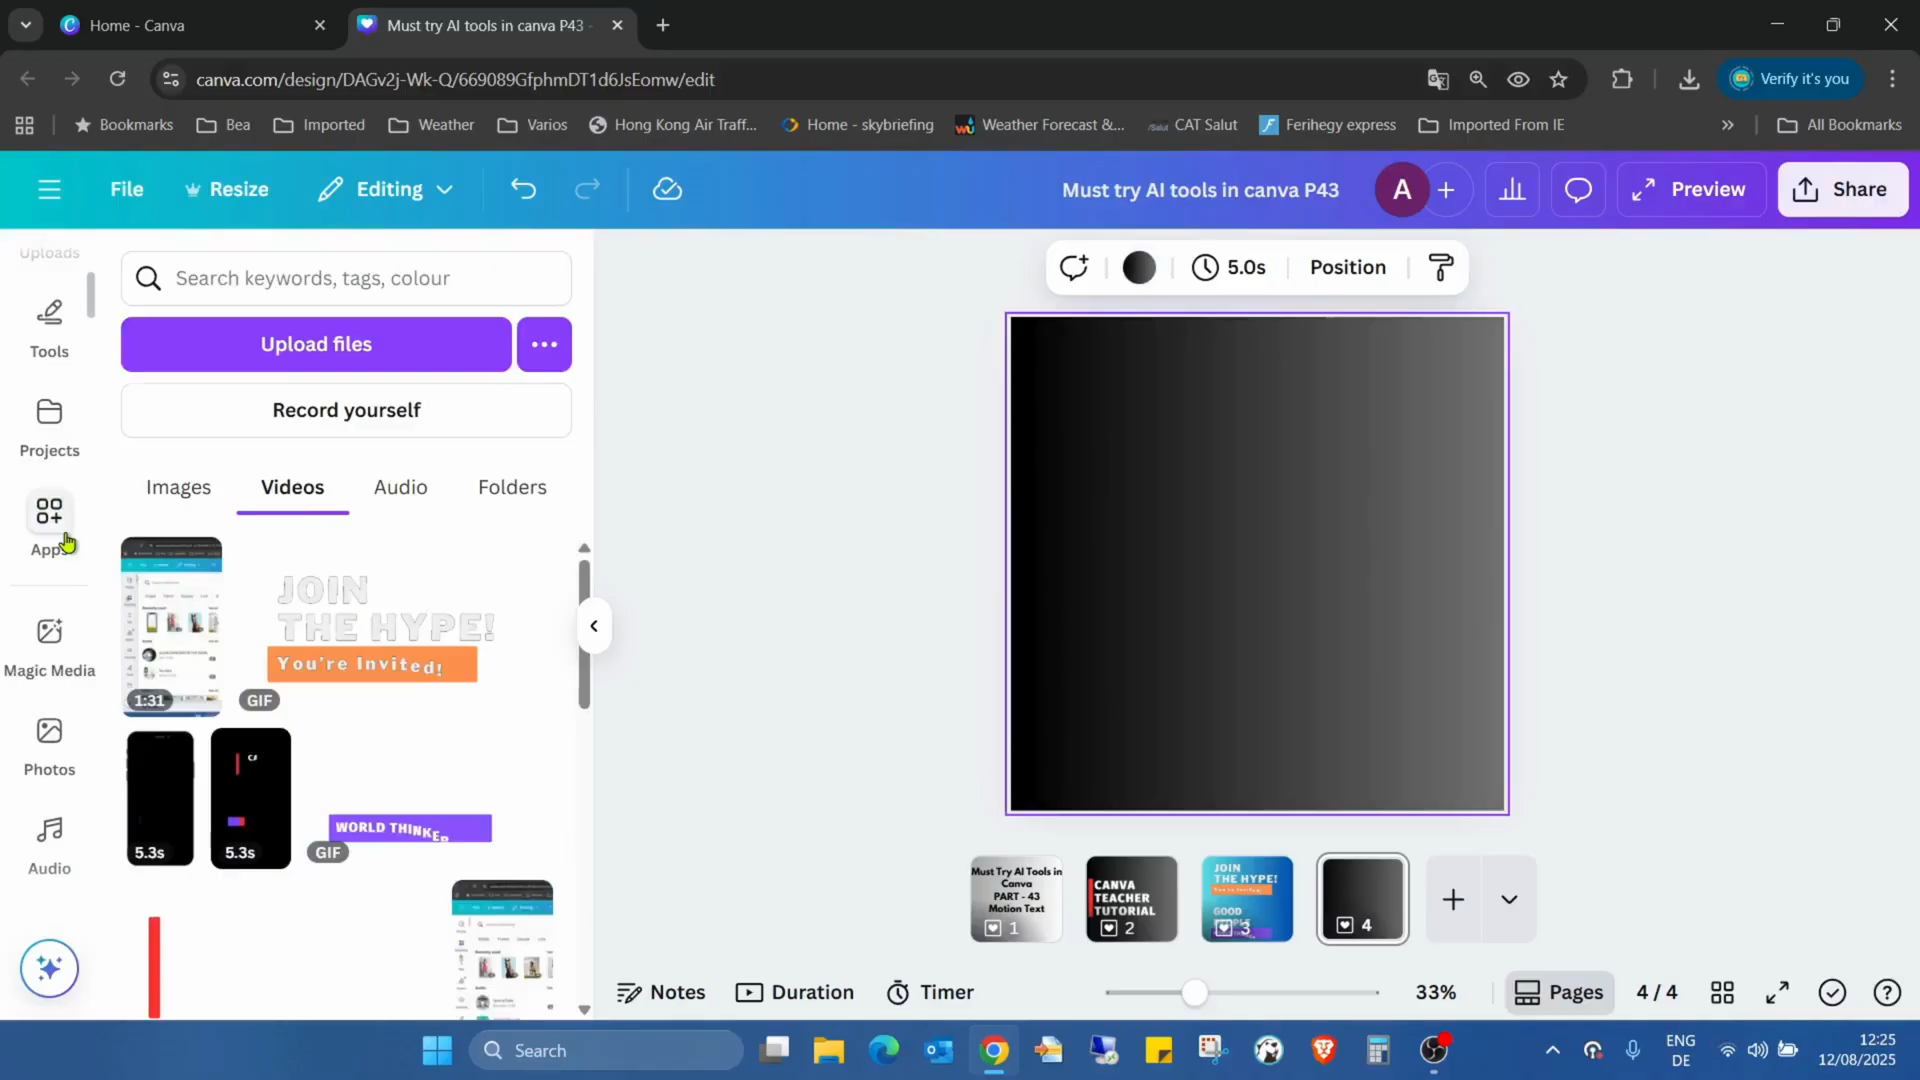 Home - Canva
Must try AI tools in canva P43 -
canva.com/design/DAGv2j-Wk-Q/669089GfphmDT1d6JsEomw/edit
Verify it's you
Bookmarks
Bea
Imported
Weather
Varios
Hong Kong Air Traff...
Home - skybriefing
Weather Forecast &...
CAT Salut
Ferihegy express
Imported From IE
»
All Bookmarks
File
Resize
Editing
Must try AI tools in canva P43
A
Preview
Share
Uploads
Tools
Projects
Apps
Magic Media
Photos
Audio
Search keywords, tags, colour
Upload files
Record yourself
Images
Videos
Audio
Folders
1:31
JOIN
THE HYPE!
You're Invited!
GIF
5.3s
CA
5.3s
WORLD THINKER
GIF
5.0s
Position
Must Try AI Tools in
Canva
PART - 43
Motion Text
1
CANVA
TEACHER
TUTORIAL
2
JOIN
THE HYPE!
GOOD
PEOPLE
3
4
Notes
Duration
Timer
33%
Pages
4 / 4
Search
ENG
DE
12:25
12/08/2025